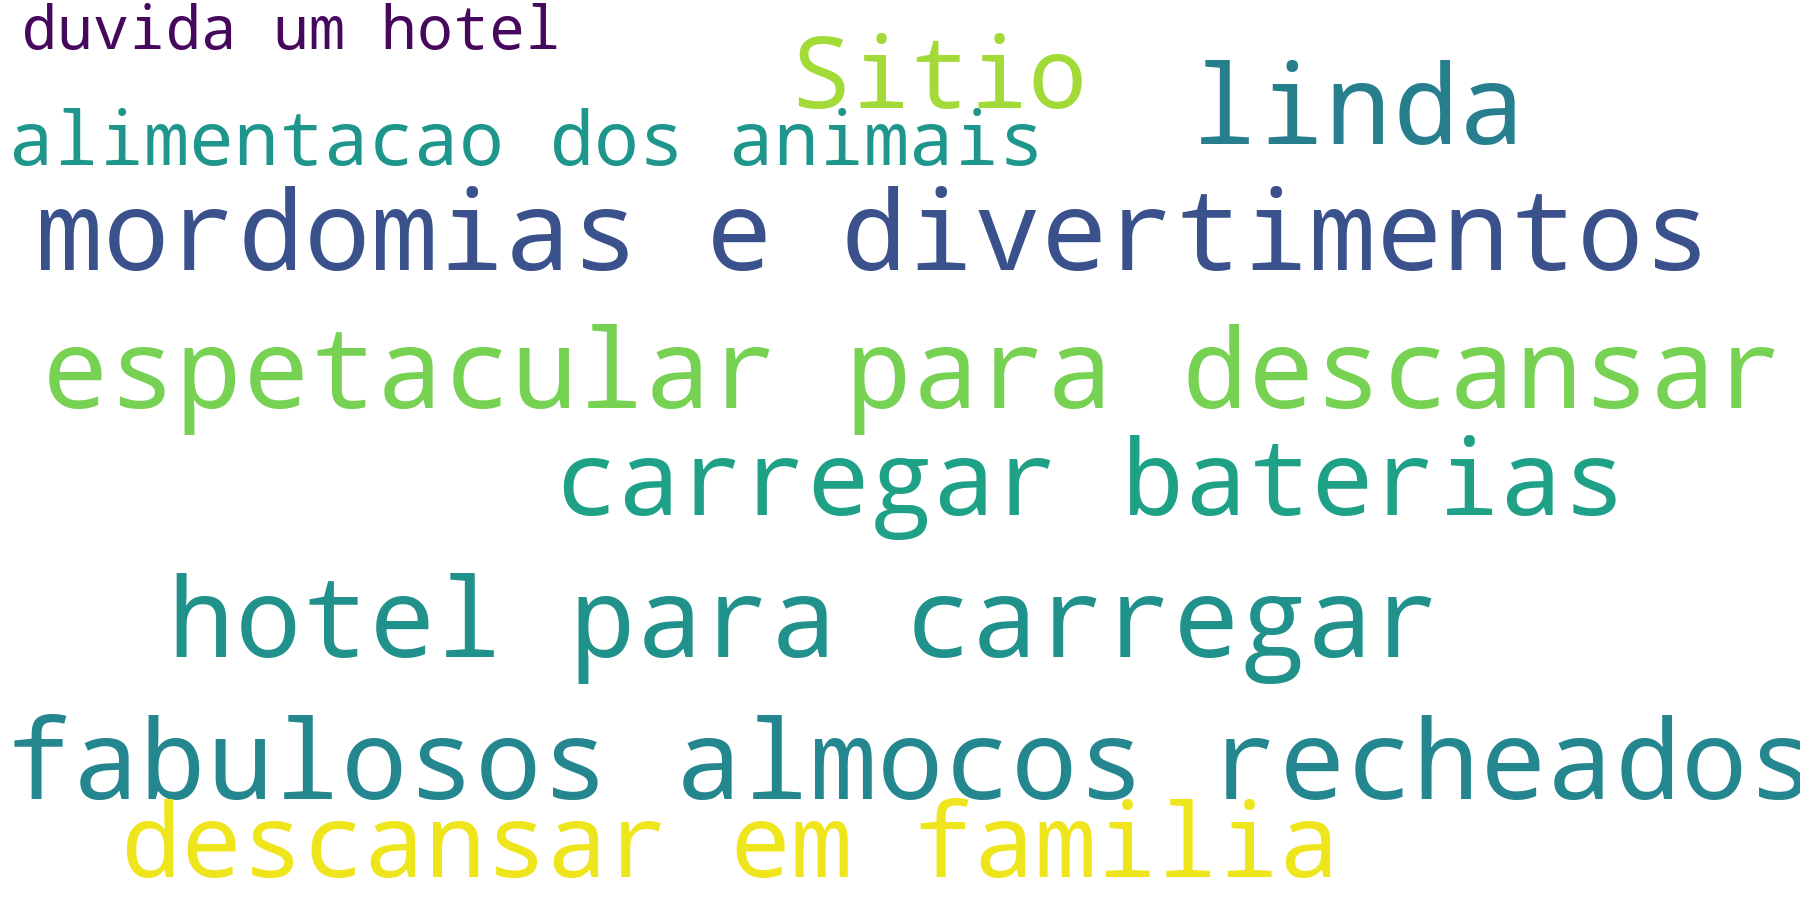 duvida um hotel
Sitio
linda
alimentacao dos animais
mordomias e divertimentos
espetacular para descansar
carregar baterias
hotel para carregar
fabulosos almocos recheados
descansar em familia